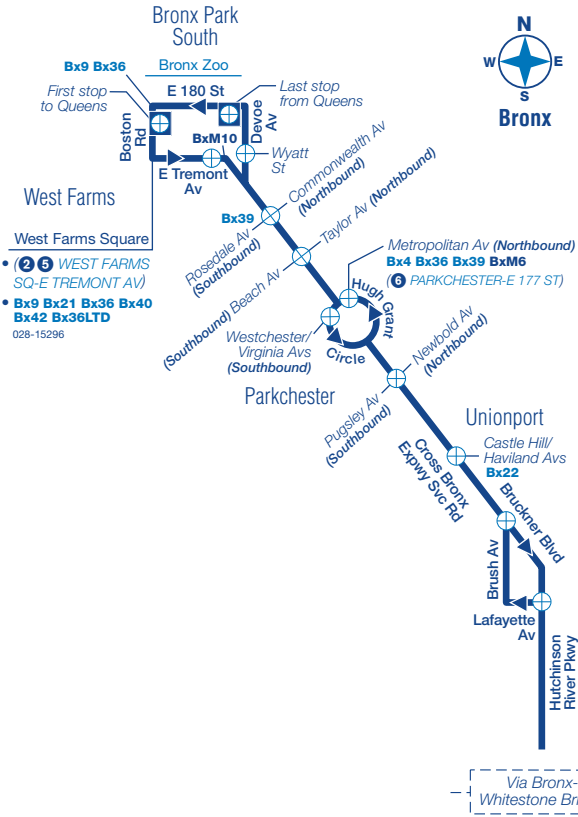 Bronx Park
South
Bronx Zoo
N
W E
S
Bronx
Bx9 Bx36
First stop
to Queens
E 180 St
Last stop
from Queens
Boston
Rd
Devoe
Av
BxM10
Wyatt
St
E Tremont
Av
West Farms
West Farms Square
• (2 5 WEST FARMS
SQ-E TREMONT AV)
• Bx9 Bx21 Bx36 Bx40
Bx42 Bx36LTD
028-15296
Bx39
Commonwealth Av
(Northbound)
Rosedale Av
(Southbound)
Taylor Av (Northbound)
(Southbound) Beach Av
Metropolitan Av (Northbound)
Bx4 Bx36 Bx39 BxM6
(6 PARKCHESTER-E 177 ST)
Hugh Grant
Circle
Westchester/
Virginia Avs
(Southbound)
Parkchester
Newbold Av
(Northbound)
Pugsley Av
(Southbound)
Unionport
Castle Hill/
Haviland Avs
Bx22
Cross Bronx
Expwy Svc Rd
Bruckner Blvd
Brush Av
Lafayette
Av
Hutchinson
River Pkwy
Via Bronx-
Whitestone Bri